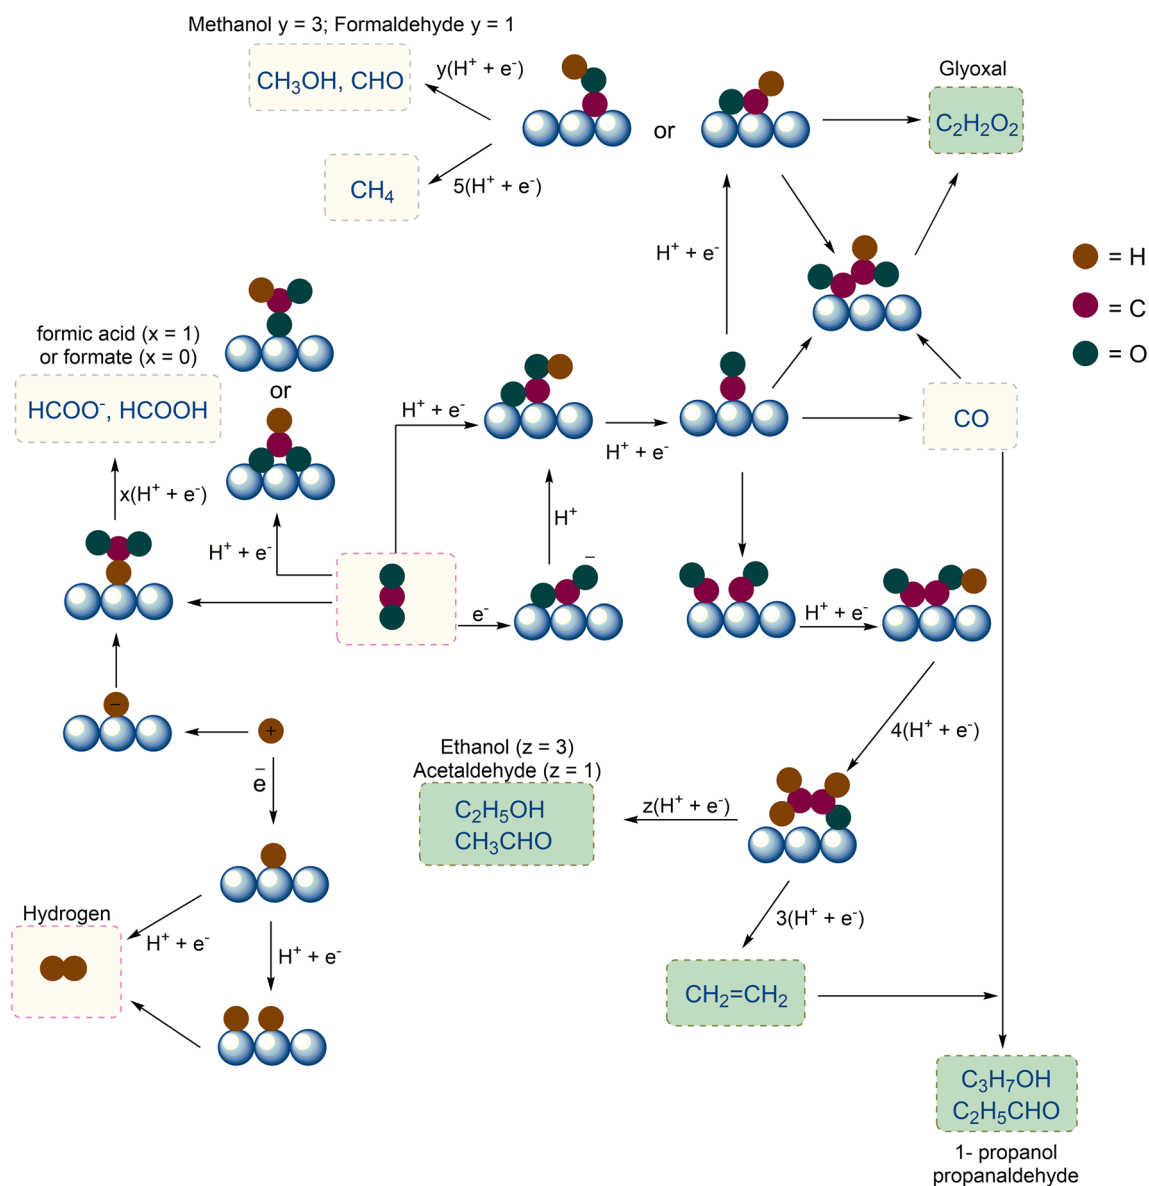 Methanol y = 3; Formaldehyde y = 1
CH₃OH, CHO
y(H⁺ + e⁻)
CH₄
5(H⁺ + e⁻)
or
Glyoxal
C₂H₂O₂
H⁺ + e⁻
= H
= C
= O
formic acid (x = 1)
or formate (x = 0)
HCOO⁻, HCOOH
or
x(H⁺ + e⁻)
H⁺ + e⁻
H⁺ + e⁻
H⁺ + e⁻
CO
H⁺
e⁻
–
H⁺ + e⁻
–
+
e̅
4(H⁺ + e⁻)
Ethanol (z = 3)
Acetaldehyde (z = 1)
C₂H₅OH
CH₃CHO
z(H⁺ + e⁻)
3(H⁺ + e⁻)
Hydrogen
H⁺ + e⁻
H⁺ + e⁻
CH₂=CH₂
C₃H₇OH
C₂H₅CHO
1- propanol
propanaldehyde